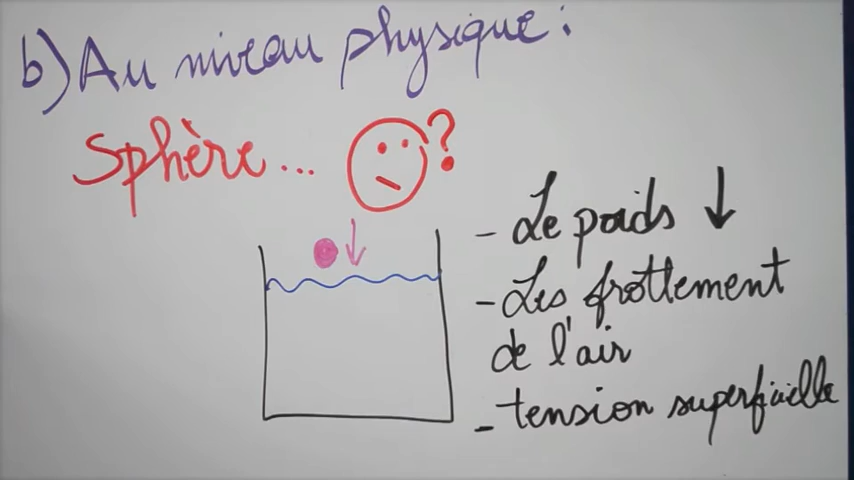 b) Au niveau physique :
Sphère... ?
- Le poids ↓
- Les frottement
de l'air
- tension superficielle